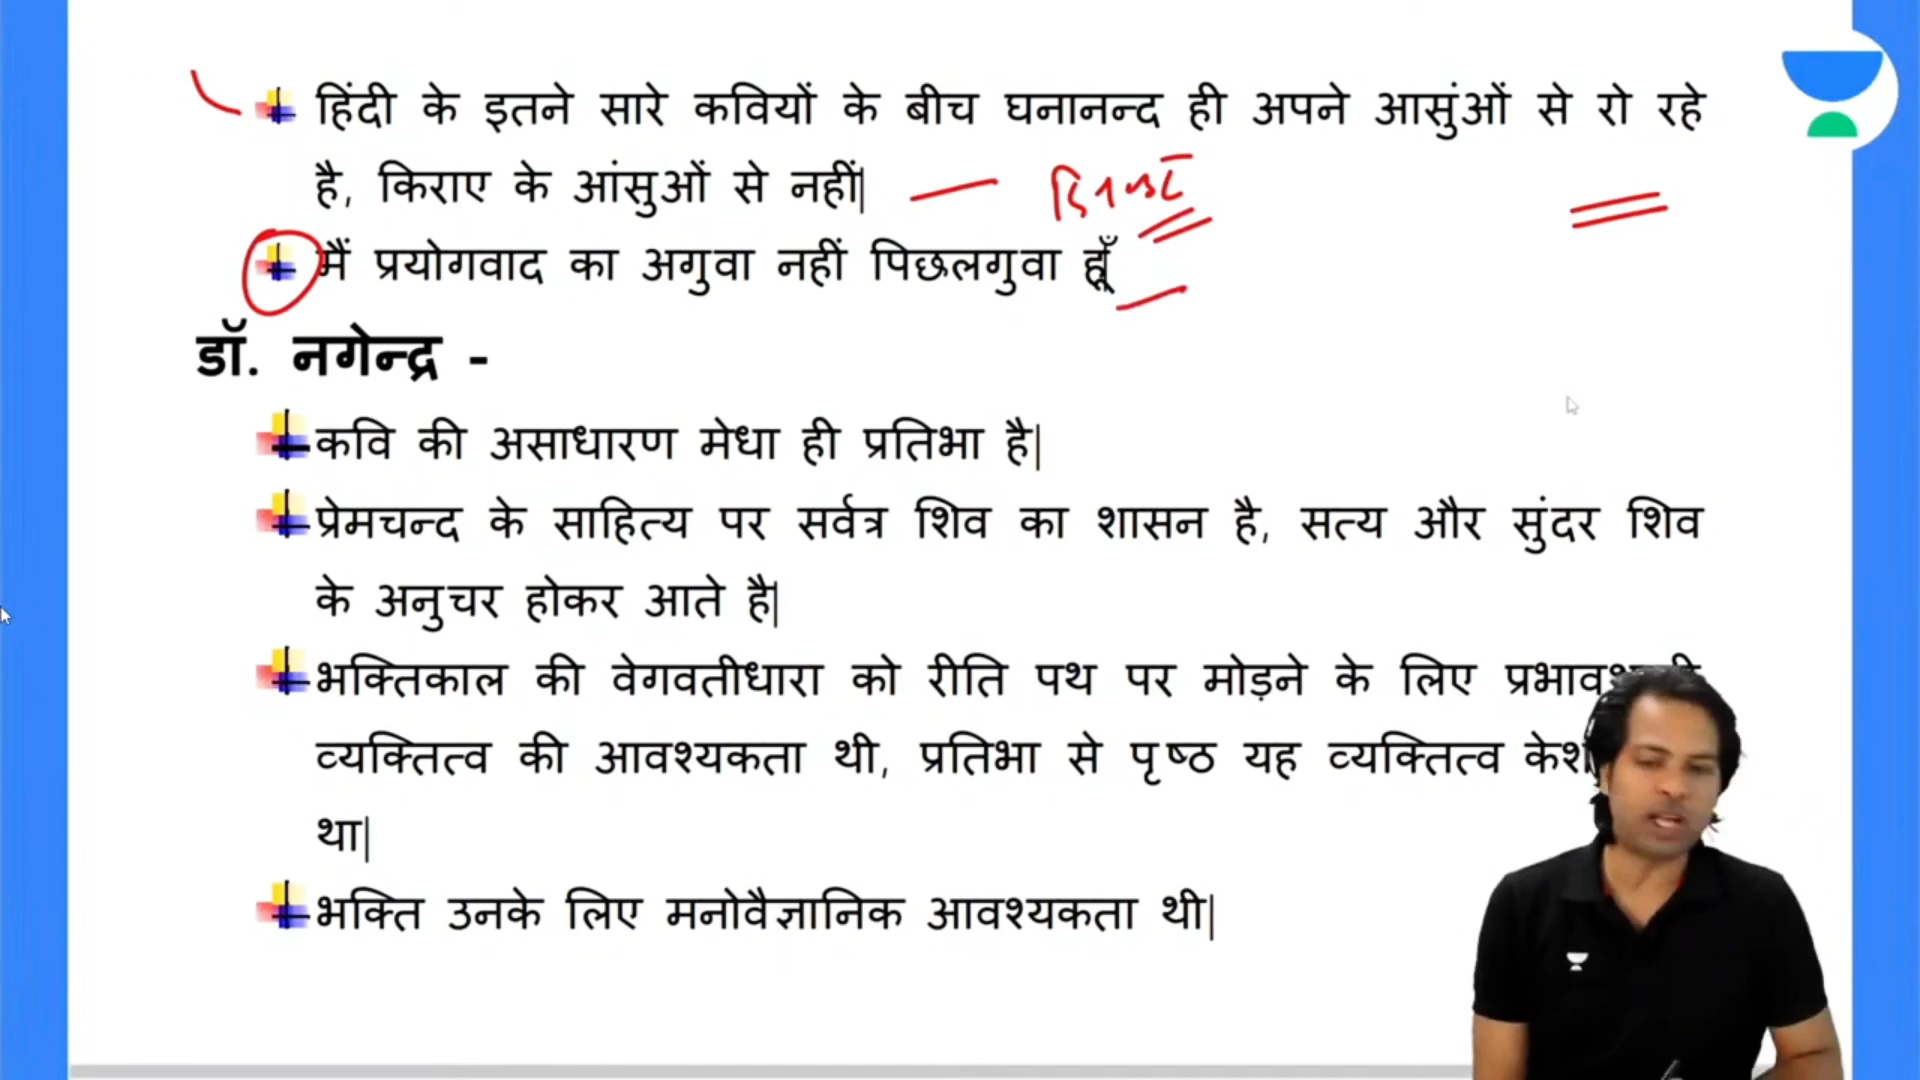 हिंदी के इतने सारे कवियों के बीच घनानन्द ही अपने आसुंओं से रो रहे
है, किराए के आंसुओं से नहीं|
मैं प्रयोगवाद का अगुवा नहीं पिछलगुवा हूँ
डॉ. नगेन्द्र -
कवि की असाधारण मेधा ही प्रतिभा है|
प्रेमचन्द के साहित्य पर सर्वत्र शिव का शासन है, सत्य और सुंदर शिव
के अनुचर होकर आते है|
भक्तिकाल की वेगवतीधारा को रीति पथ पर मोड़ने के लिए
व्यक्तित्व की आवश्यकता थी, प्रतिभा से पृष्ठ यह व्यक्तित्व
था|
भक्ति उनके लिए मनोवैज्ञानिक आवश्यकता थी|